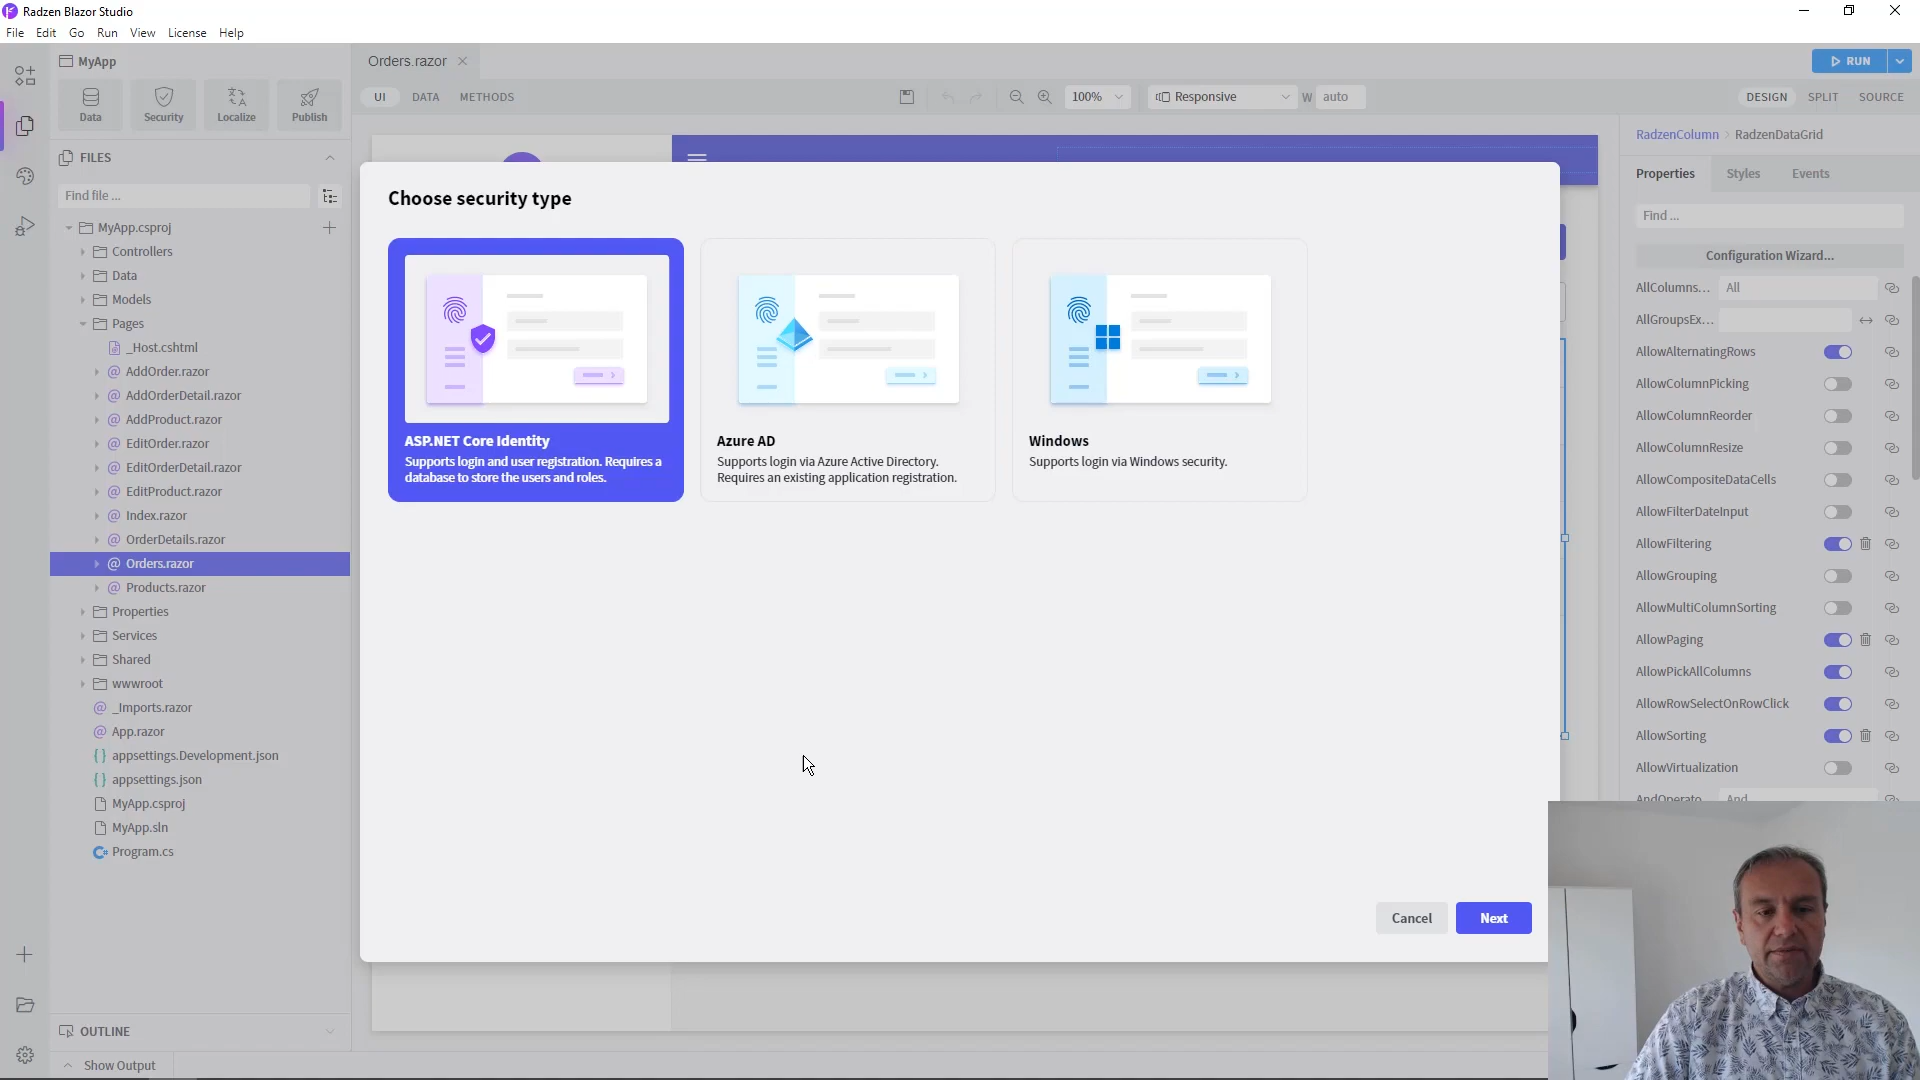 Radzen Blazor Studio
File Edit Go Run View License Help
MyApp
Data Security Localize Publish
FILES
Find file ...
MyApp.csproj
Controllers
Data
Models
Pages
_Host.cshtml
AddOrder.razor
AddOrderDetail.razor
AddProduct.razor
EditOrder.razor
EditOrderDetail.razor
EditProduct.razor
Index.razor
OrderDetails.razor
Orders.razor
Products.razor
Properties
Services
Shared
wwwroot
_Imports.razor
App.razor
appsettings.Development.json
appsettings.json
MyApp.csproj
MyApp.sln
Program.cs
OUTLINE
Show Output
Orders.razor
RUN
UI DATA METHODS
100% Responsive W auto
DESIGN SPLIT SOURCE
Choose security type
ASP.NET Core Identity
Supports login and user registration. Requires a
database to store the users and roles.
Azure AD
Supports login via Azure Active Directory.
Requires an existing application registration.
Windows
Supports login via Windows security.
Cancel Next
RadzenColumn > RadzenDataGrid
Properties Styles Events
Find ...
Configuration Wizard...
AllColumns... All
AllGroupsEx...
AllowAlternatingRows
AllowColumnPicking
AllowColumnReorder
AllowColumnResize
AllowCompositeDataCells
AllowFilterDateInput
AllowFiltering
AllowGrouping
AllowMultiColumnSorting
AllowPaging
AllowPickAllColumns
AllowRowSelectOnRowClick
AllowSorting
AllowVirtualization
AndOperato... And